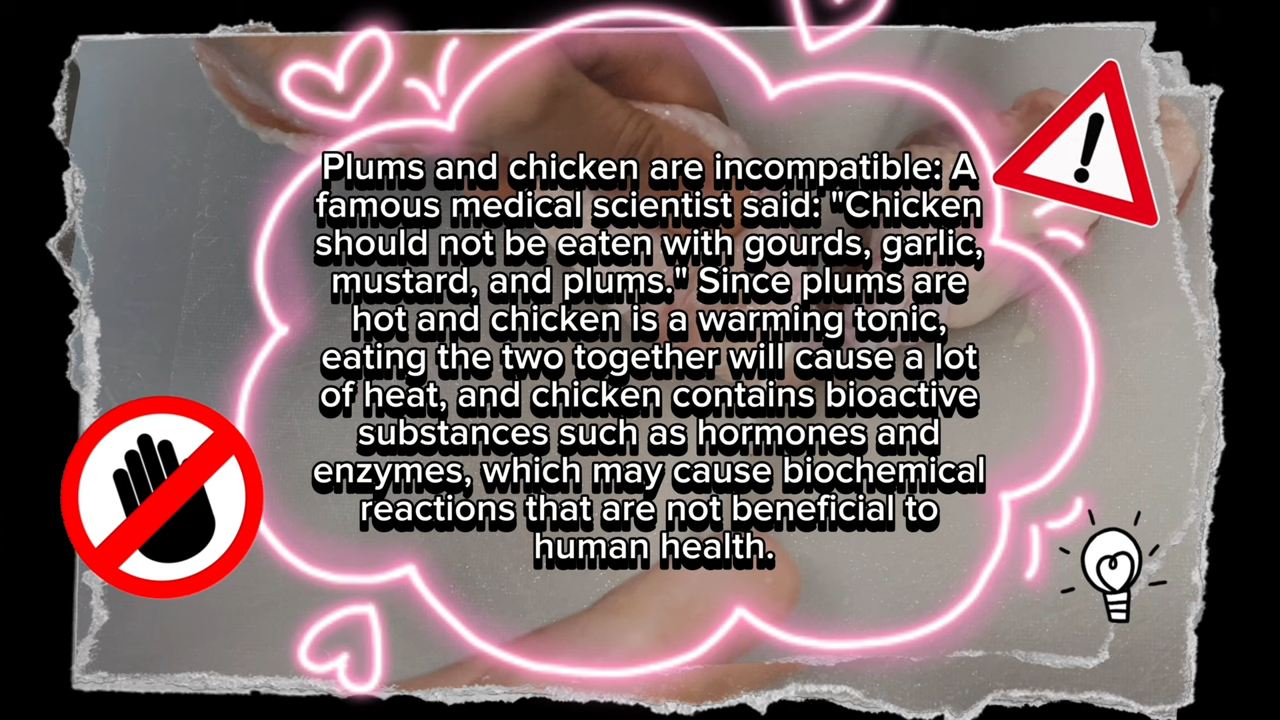 Plums and chicken are incompatible: A
famous medical scientist said: "Chicken
should not be eaten with gourds, garlic,
mustard, and plums." Since plums are
hot and chicken is a warming tonic,
eating the two together will cause a lot
of heat, and chicken contains bioactive
substances such as hormones and
enzymes, which may cause biochemical
reactions that are not beneficial to
human health.